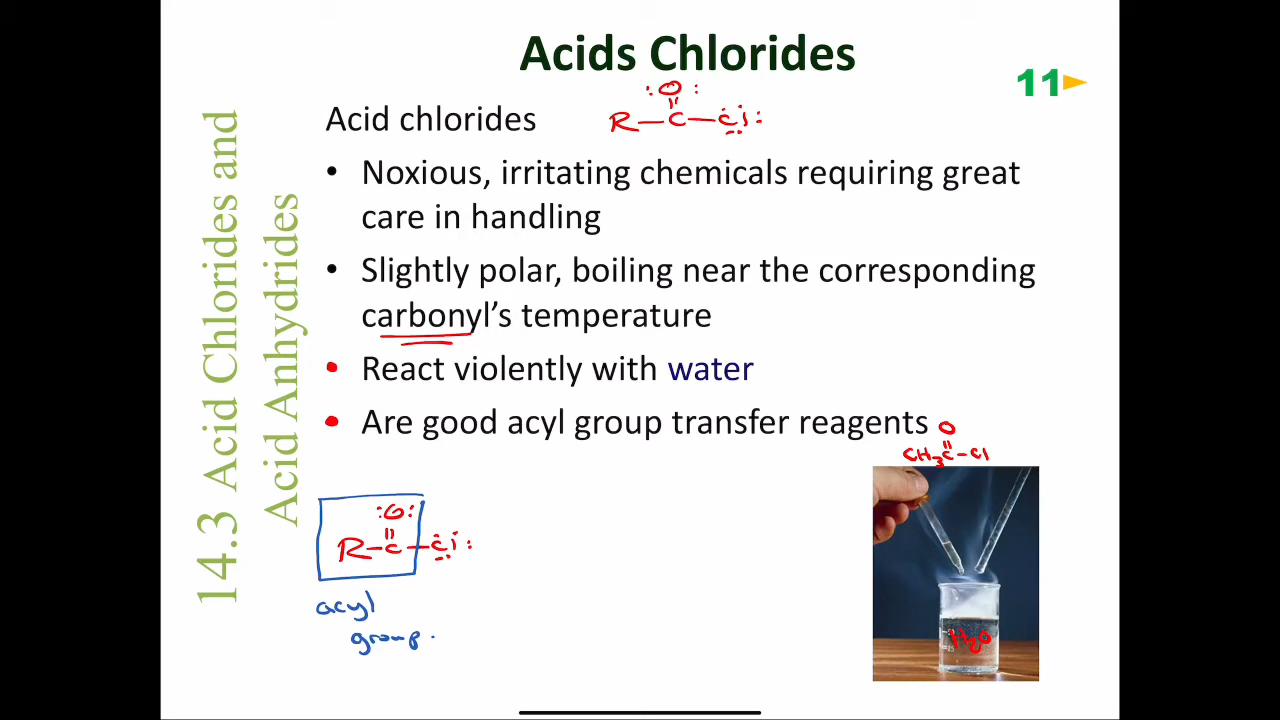 Acids Chlorides
11
14.3 Acid Chlorides and
Acid Anhydrides
:O:
R–C–Cl:
Acid chlorides
• Noxious, irritating chemicals requiring great
care in handling
• Slightly polar, boiling near the corresponding
carbonyl's temperature
• React violently with water
• Are good acyl group transfer reagents
O
CH3C–Cl
:O:
R–C–Cl:
acyl
group.
H2O